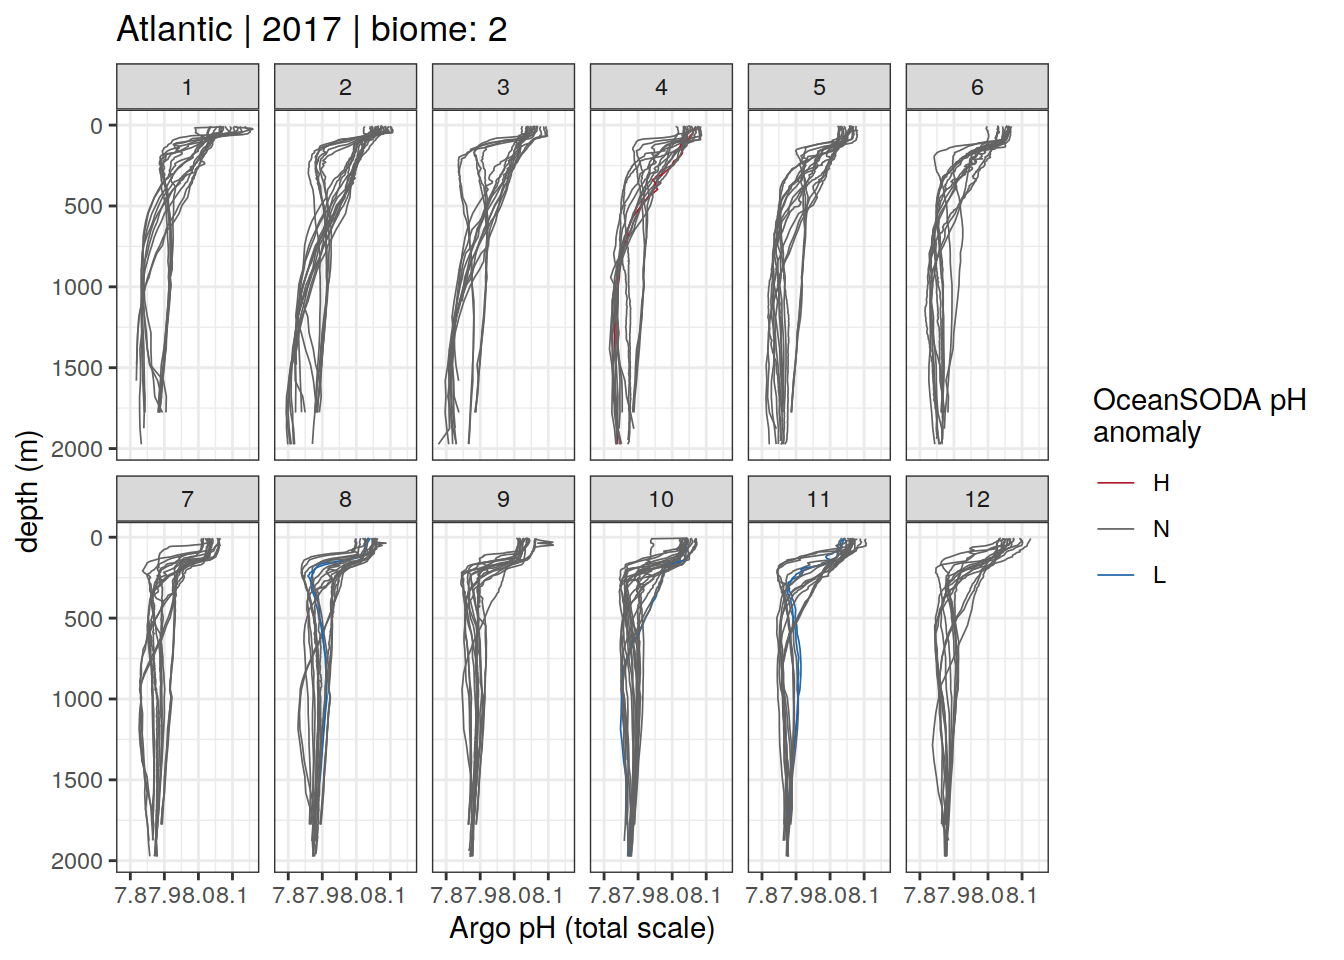 Atlantic | 2017 | biome: 2
1 2 3 4 5 6
0
500
1000
1500
2000
7 8 9 10 11 12
0
500
1000
1500
2000
7.87.98.08.1 7.87.98.08.1 7.87.98.08.1 7.87.98.08.1 7.87.98.08.1 7.87.98.08.1
Argo pH (total scale)
depth (m)
OceanSODA pH
anomaly
H
N
L